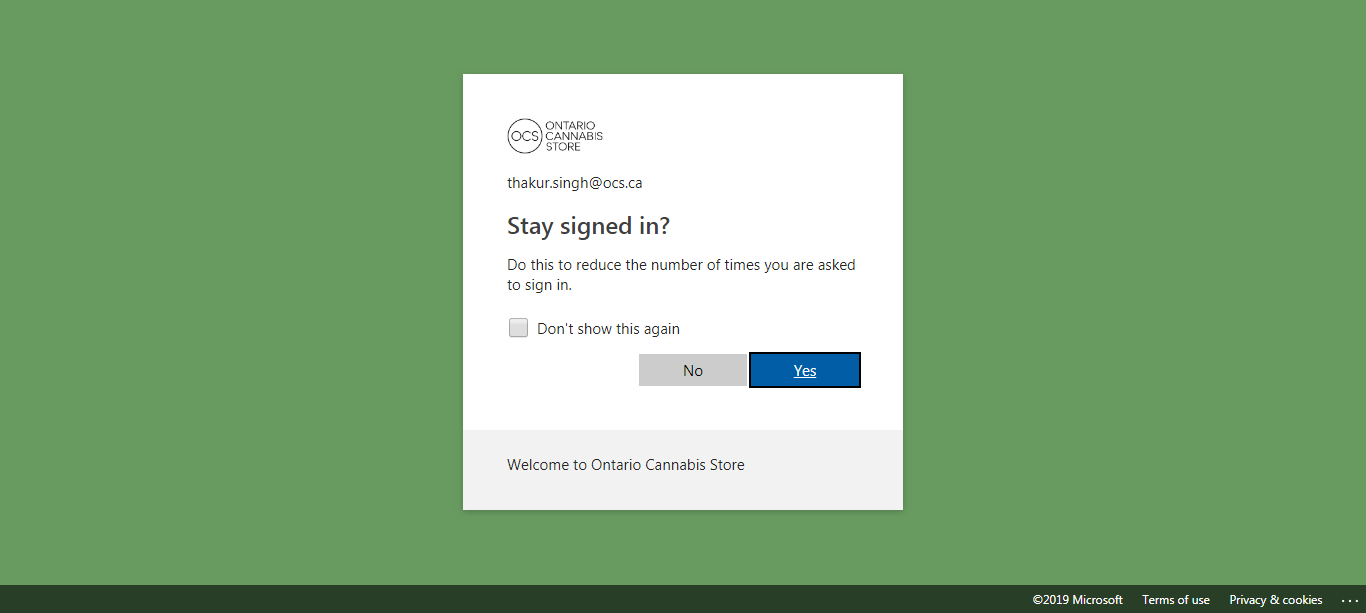 OCS
ONTARIO
CANNABIS
STORE
thakur.singh@ocs.ca
Stay signed in?
Do this to reduce the number of times you are asked
to sign in.
Don't show this again
No
Yes
Welcome to Ontario Cannabis Store
©2019 Microsoft Terms of use Privacy & cookies ...